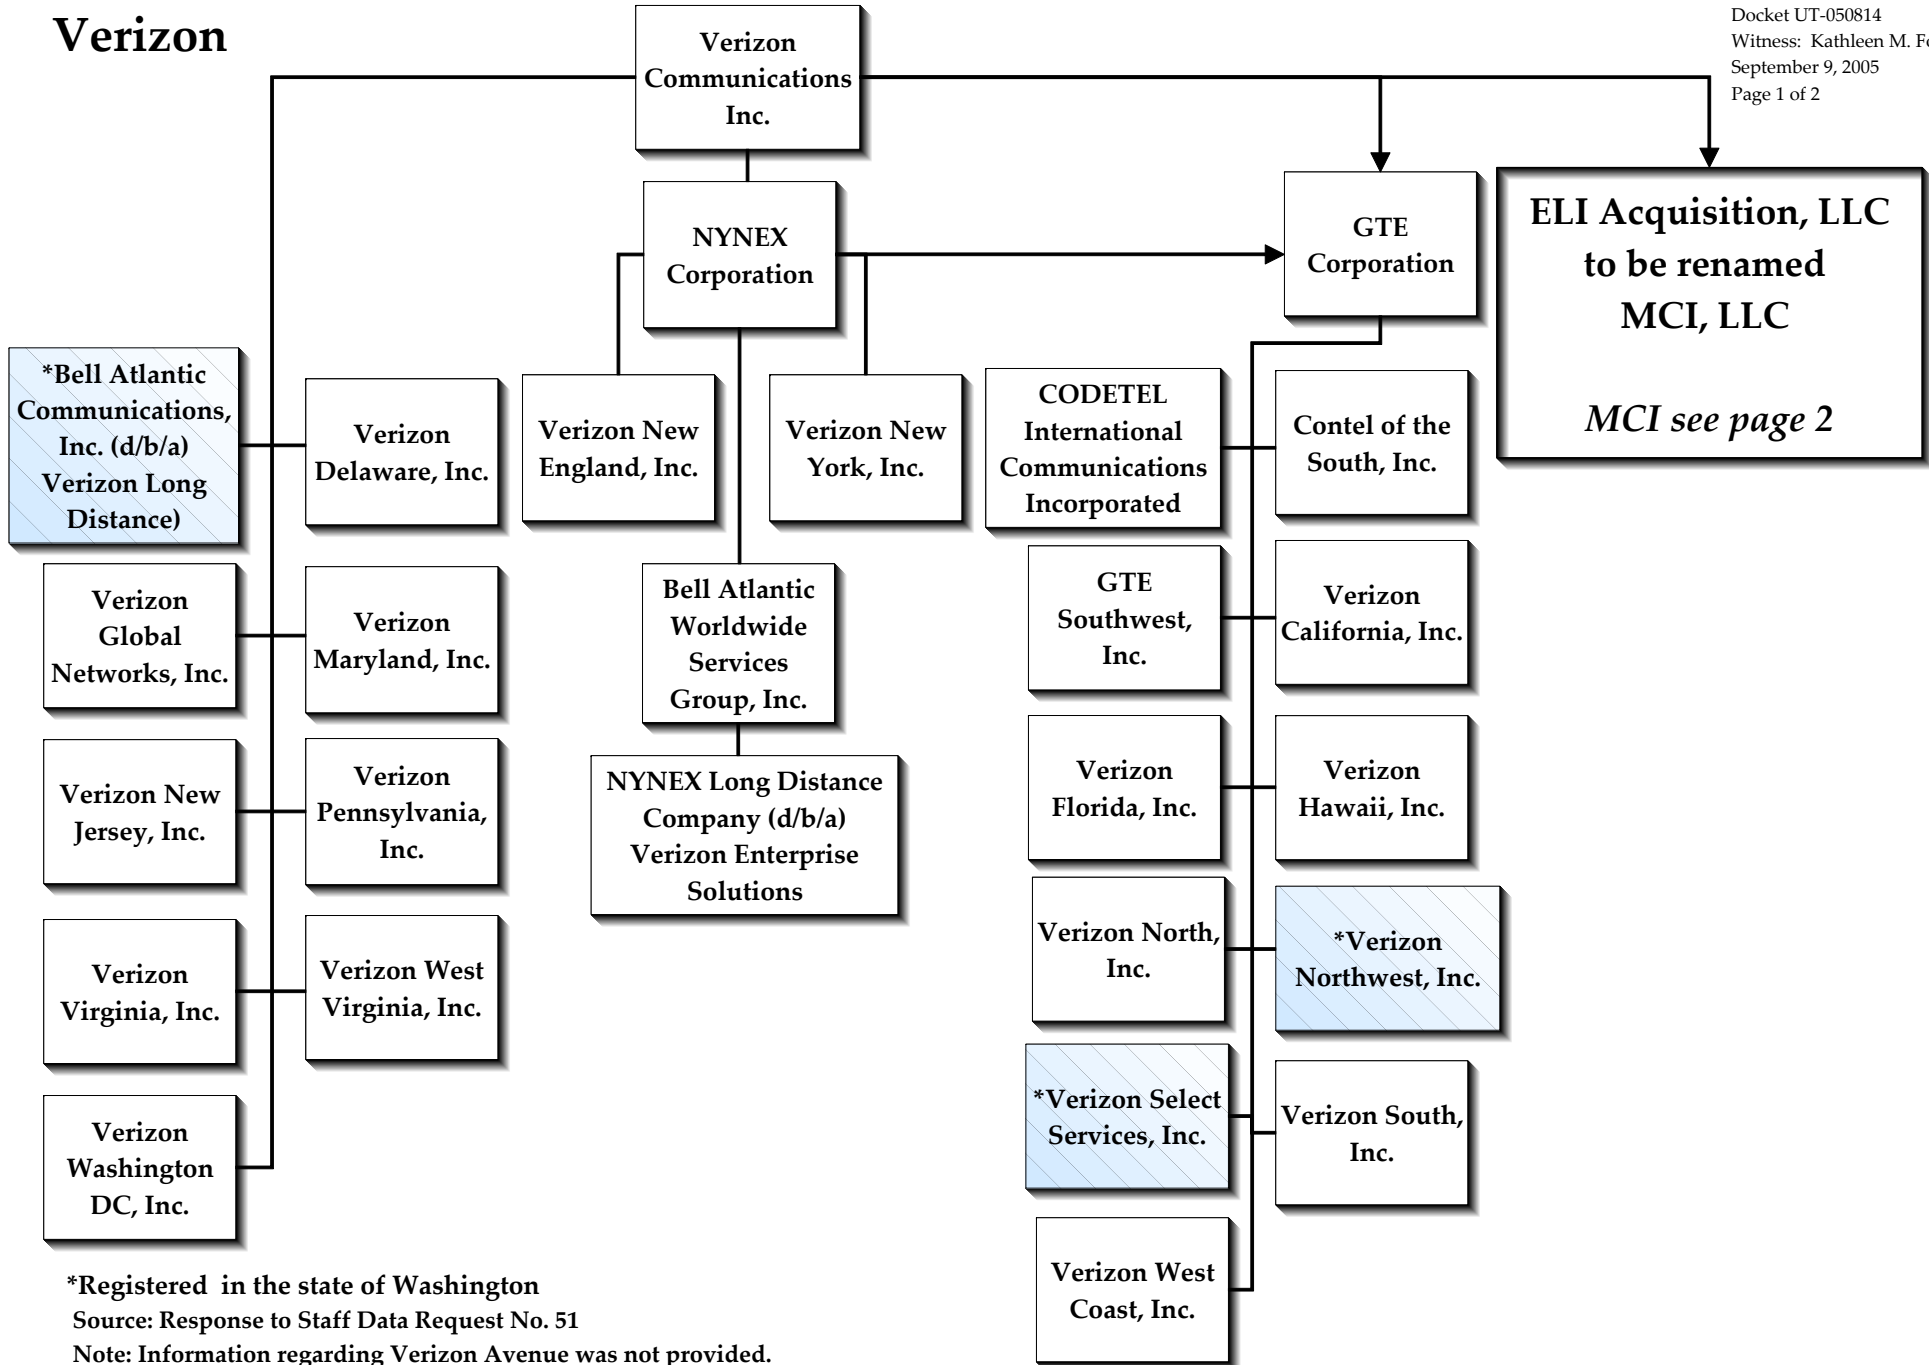 Verizon
Docket UT-050814
Witness: Kathleen M. Fo
September 9, 2005
Page 1 of 2
Verizon
Communications
Inc.
NYNEX
Corporation
GTE
Corporation
ELI Acquisition, LLC
to be renamed
MCI, LLC
MCI see page 2
*Bell Atlantic
Communications,
Inc. (d/b/a)
Verizon Long
Distance)
Verizon
Delaware, Inc.
Verizon New
England, Inc.
Verizon New
York, Inc.
CODETEL
International
Communications
Incorporated
Contel of the
South, Inc.
Verizon
Global
Networks, Inc.
Verizon
Maryland, Inc.
Bell Atlantic
Worldwide
Services
Group, Inc.
GTE
Southwest,
Inc.
Verizon
California, Inc.
Verizon New
Jersey, Inc.
Verizon
Pennsylvania,
Inc.
NYNEX Long Distance
Company (d/b/a)
Verizon Enterprise
Solutions
Verizon
Florida, Inc.
Verizon
Hawaii, Inc.
Verizon
Virginia, Inc.
Verizon West
Virginia, Inc.
Verizon North,
Inc.
*Verizon
Northwest, Inc.
Verizon
Washington
DC, Inc.
*Verizon Select
Services, Inc.
Verizon South,
Inc.
Verizon West
Coast, Inc.
*Registered in the state of Washington
Source: Response to Staff Data Request No. 51
Note: Information regarding Verizon Avenue was not provided.